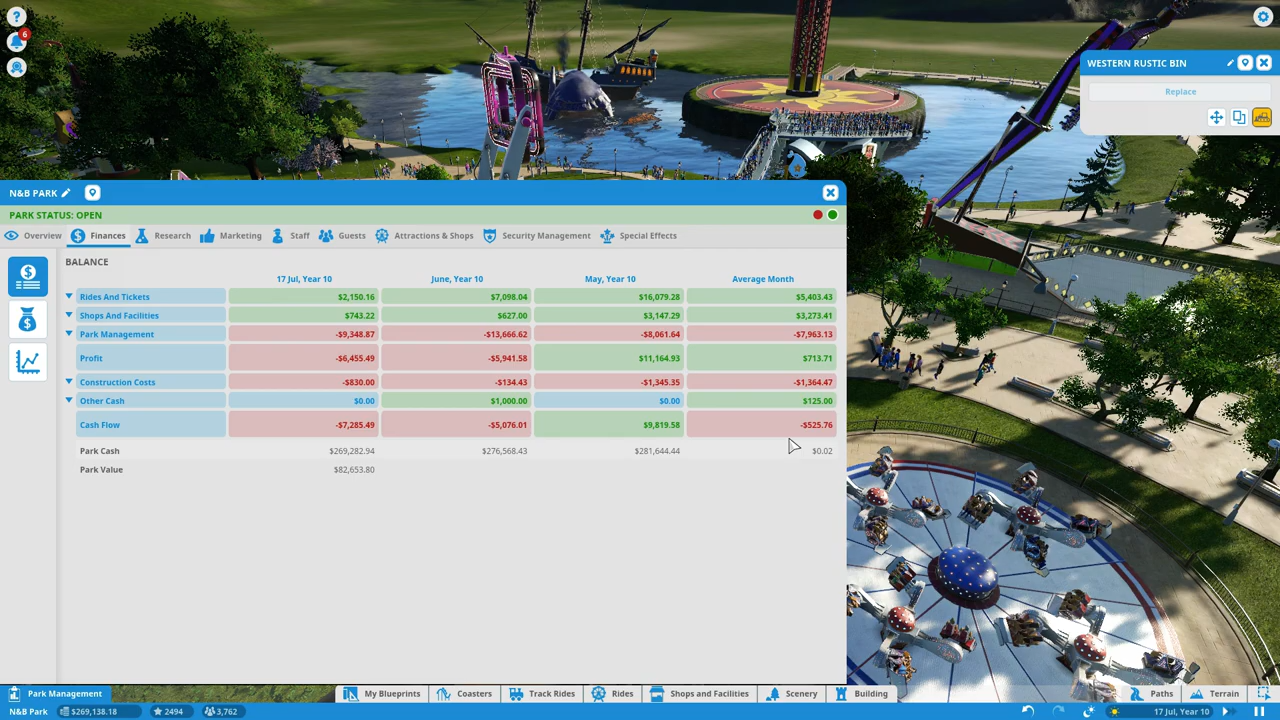 ?
6
WESTERN RUSTIC BIN
Replace
N&B PARK
PARK STATUS: OPEN
Overview Finances Research Marketing Staff Guests Attractions & Shops Security Management Special Effects
BALANCE
17 Jul, Year 10 June, Year 10 May, Year 10 Average Month
Rides And Tickets $2,150.16 $7,098.04 $16,079.28 $5,403.43
Shops And Facilities $743.22 $627.00 $3,147.29 $3,273.41
Park Management -$9,348.87 -$13,666.62 -$8,061.64 -$7,963.13
Profit -$6,455.49 -$5,941.58 $11,164.93 $713.71
Construction Costs -$830.00 -$134.43 -$1,345.35 -$1,364.47
Other Cash $0.00 $1,000.00 $0.00 $125.00
Cash Flow -$7,285.49 -$5,076.01 $9,819.58 -$525.76
Park Cash $269,282.94 $276,568.43 $281,644.44 $0.02
Park Value $82,653.80
Park Management My Blueprints Coasters Track Rides Rides Shops and Facilities Scenery Building Paths Terrain
N&B Park $269,138.18 2494 3,762 17 Jul, Year 10